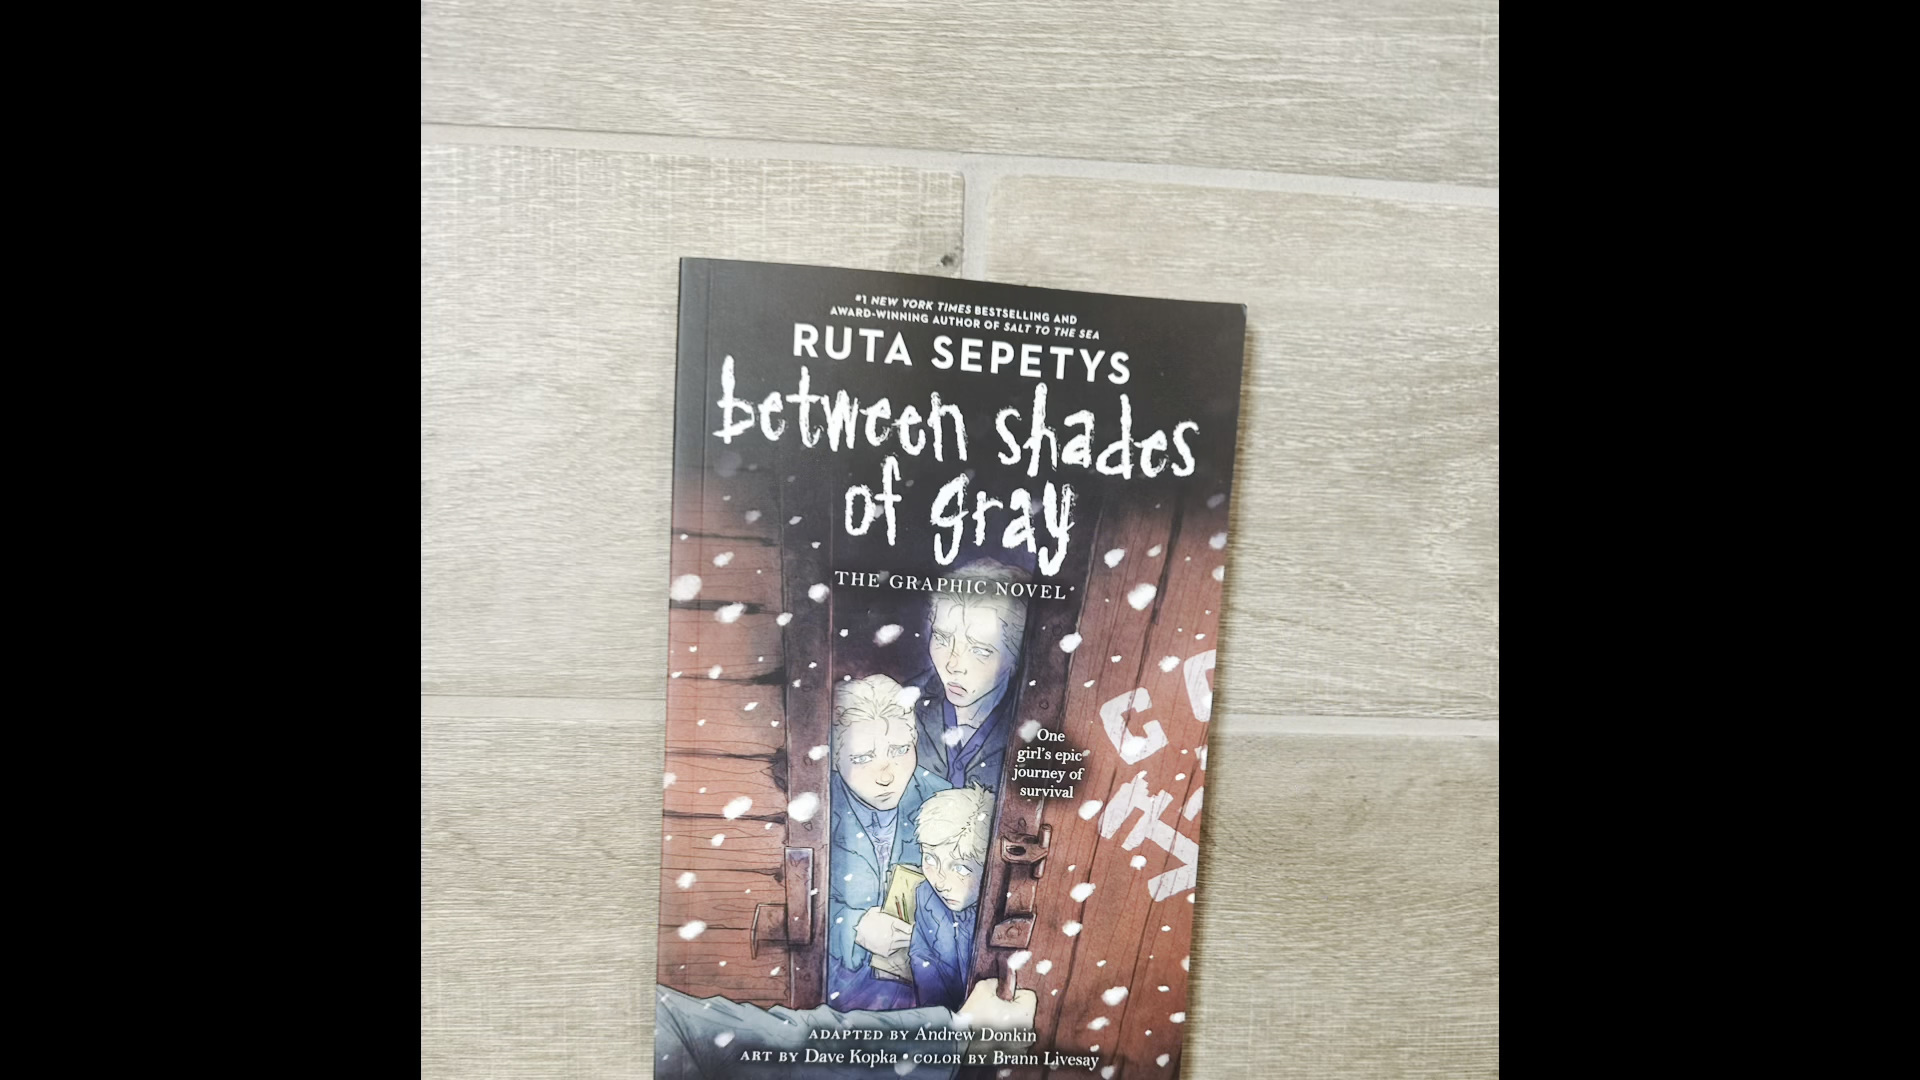 #1 NEW YORK TIMES BESTSELLING AND
AWARD-WINNING AUTHOR OF SALT TO THE SEA
RUTA SEPETYS
between shades
of gray
THE GRAPHIC NOVEL
One
girl's epic
journey of
survival
ADAPTED BY Andrew Donkin
ART BY Dave Kopka • COLOR BY Brann Livesay